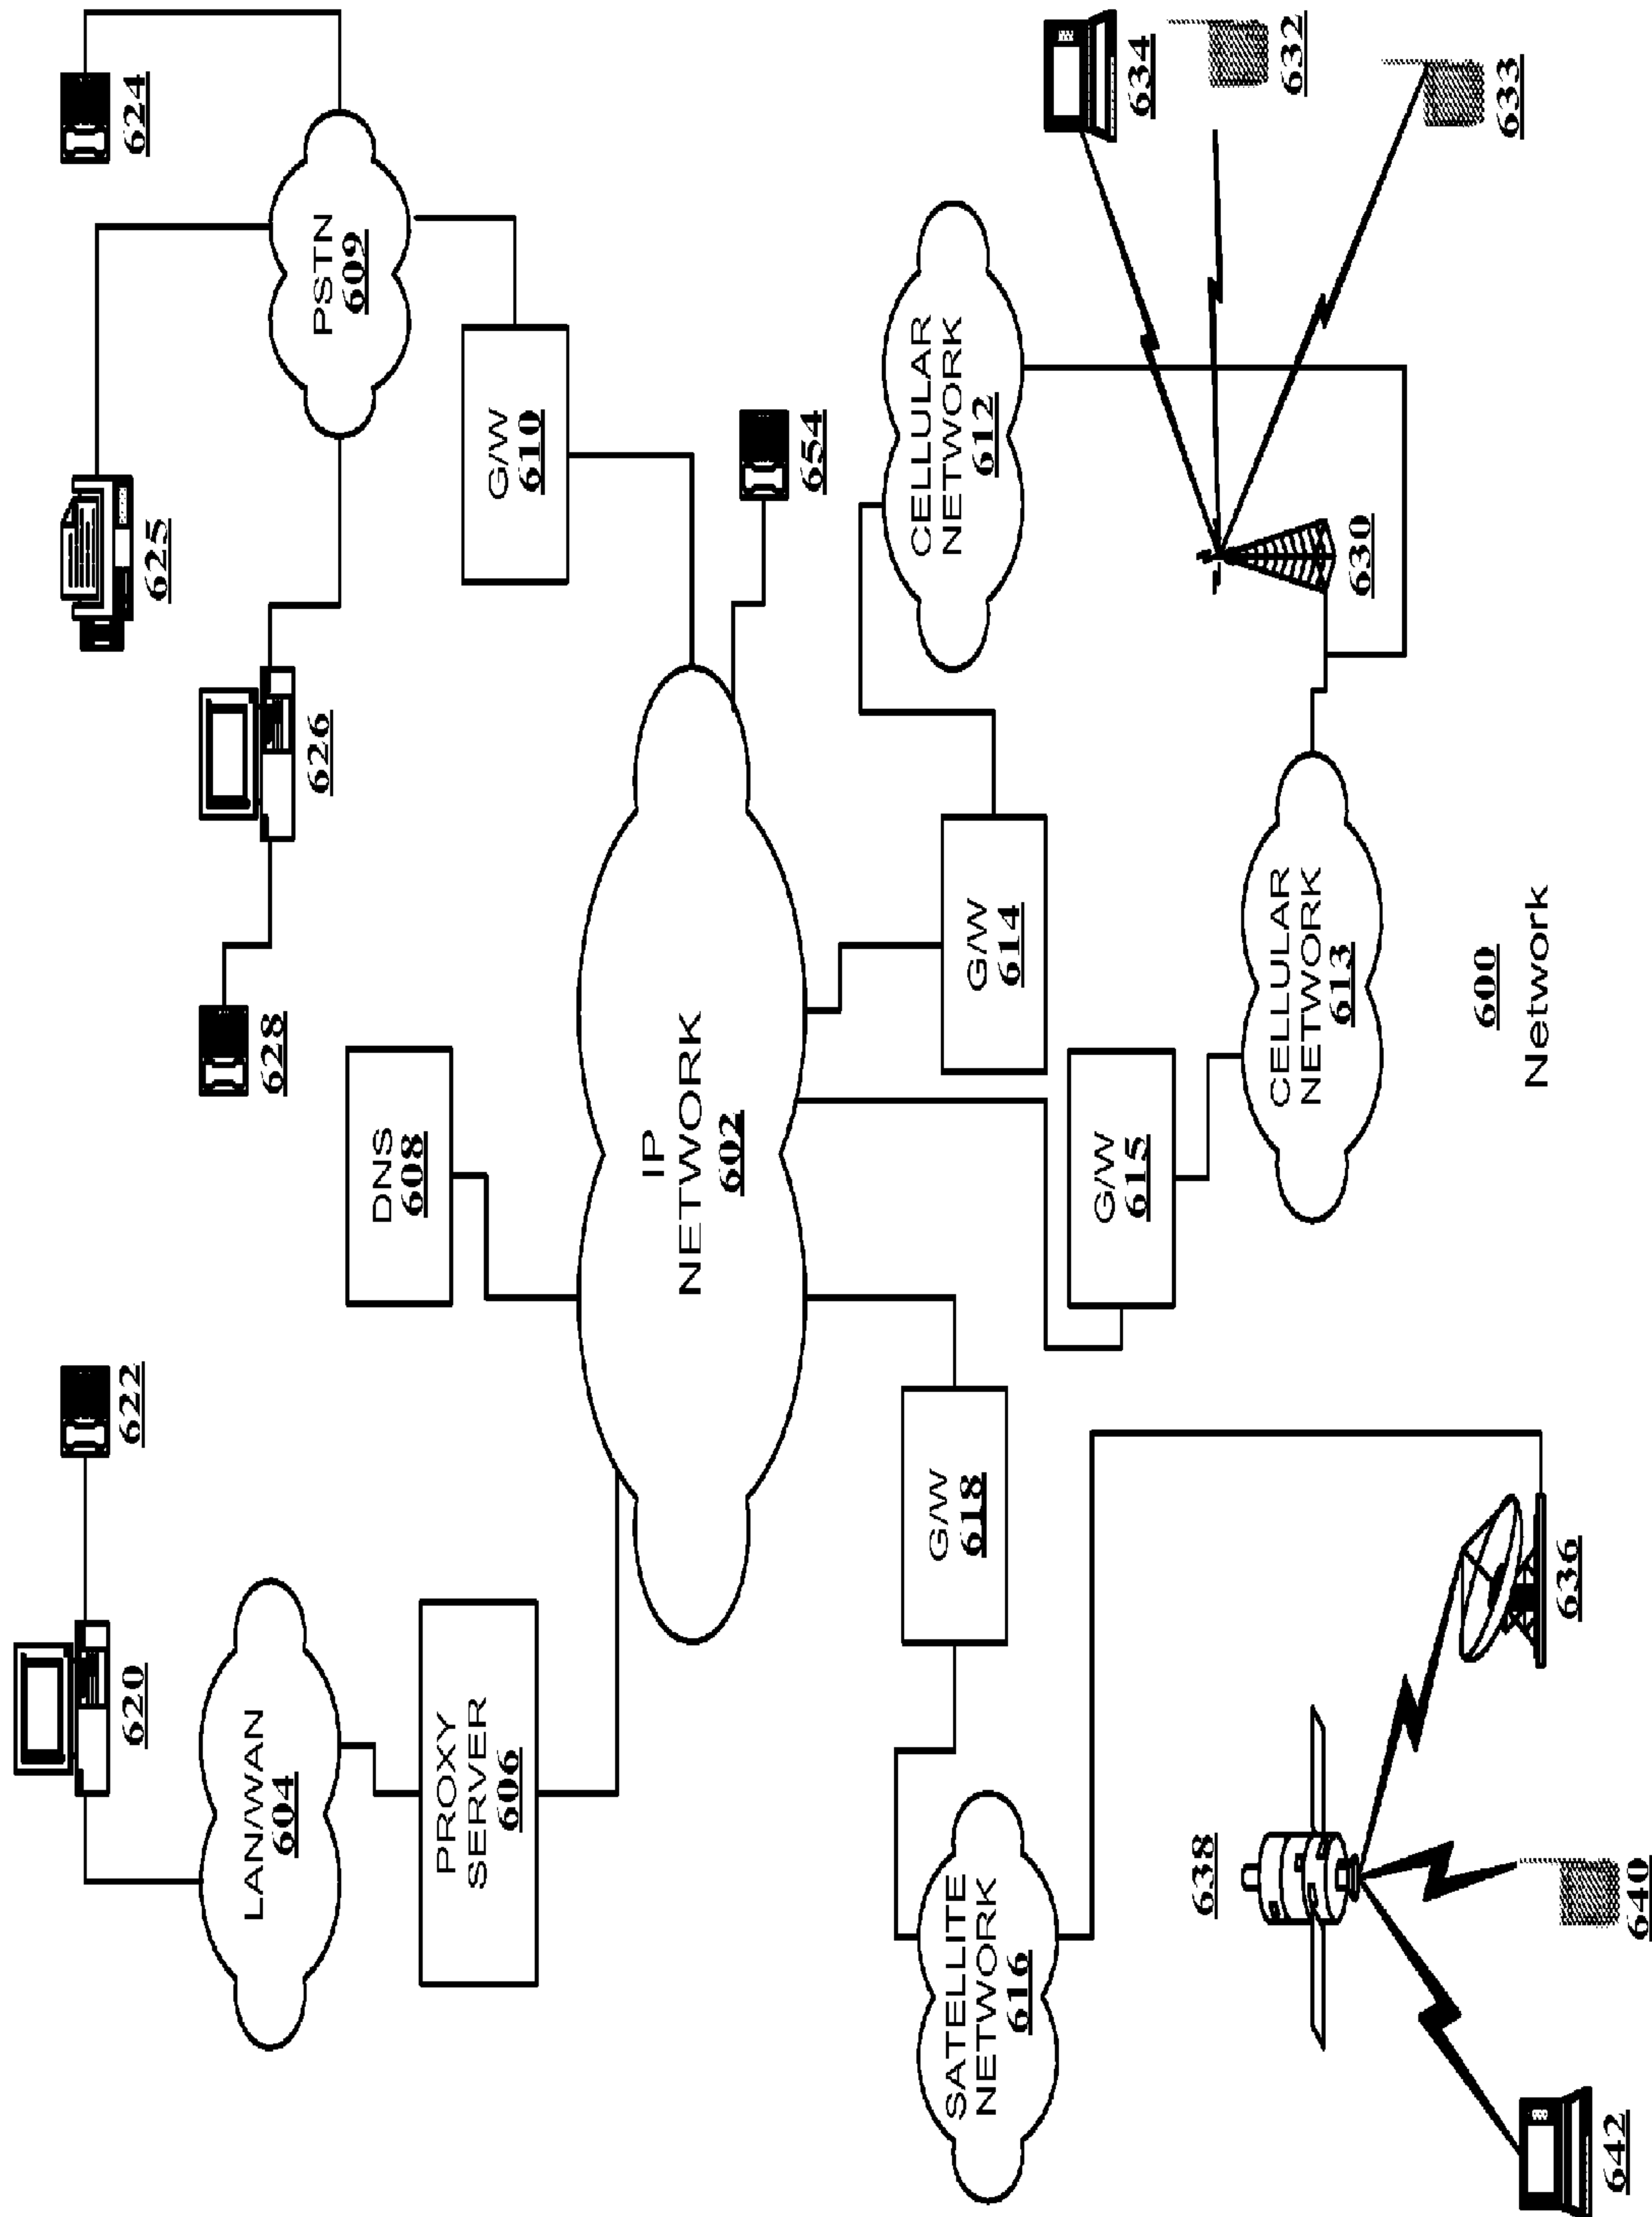 620
622
625
624
628
626
LAN/WAN
604
DNS
608
PSTN
609
PROXY
SERVER
606
G/W
610
IP
NETWORK
602
654
G/W
618
G/W
614
CELLULAR
NETWORK
612
SATELLITE
NETWORK
616
G/W
615
634
632
638
CELLULAR
NETWORK
613
630
633
636
642
640
600
Network